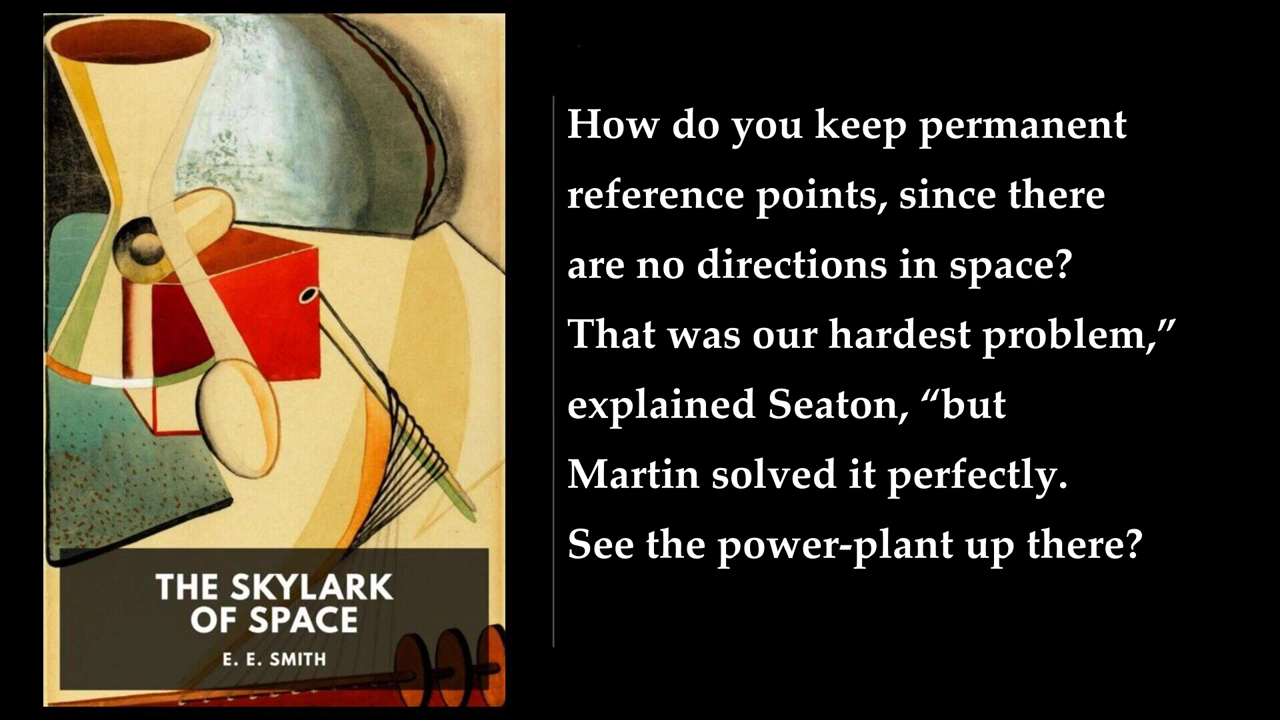 THE SKYLARK
OF SPACE
E. E. SMITH
How do you keep permanent
reference points, since there
are no directions in space?
That was our hardest problem,”
explained Seaton, “but
Martin solved it perfectly.
See the power-plant up there?